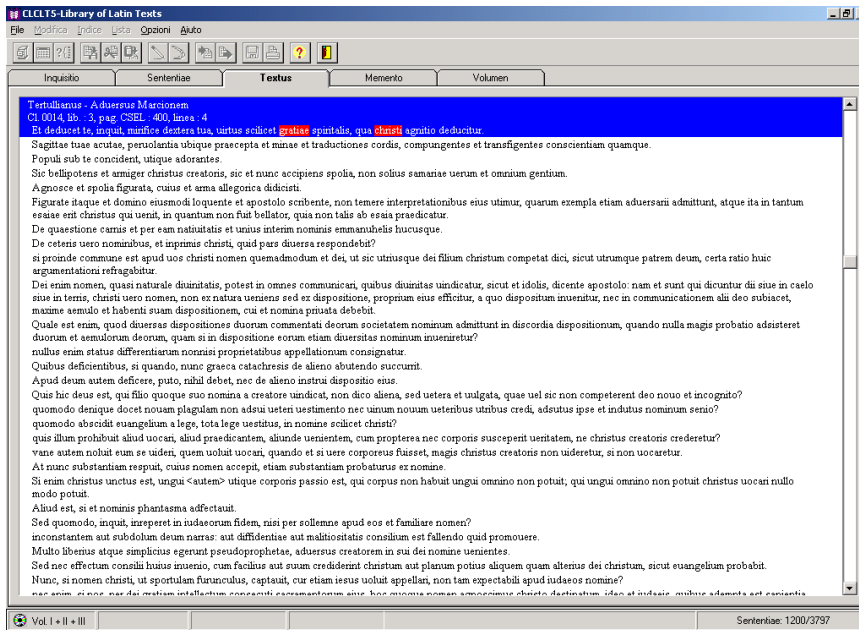 CLCLT5-Library of Latin Texts
File Modifica Indice Lista Opzioni Aiuto
Inquisitio Sententiae Textus Memento Volumen
Tertullianus - Aduersus Marcionem
Cl. 0014, lib. : 3, pag. CSEL : 400, linea : 4
Et deducet te, inquit, mirifice dextera tua, uirtus scilicet gratiae spiritalis, qua christi agnitio deducitur.
Sagittae tuae acutae, peruolantia ubique praecepta et minae et traductiones cordis, compungentes et transfigentes conscientiam quamque.
Populi sub te concident, utique adorantes.
Sic bellipotens et armiger christus creatoris, sic et nunc accipiens spolia, non solius samariae uerum et omnium gentium.
Agnosce et spolia figurata, cuius et arma allegorica didicisti.
Figurate itaque et domino eiusmodi loquente et apostolo scribente, non temere interpretationibus eius utimur, quarum exempla etiam aduersarii admittunt, atque ita in tantum
esaiae erit christus qui uenit, in quantum non fuit bellator, quia non talis ab esaia praedicatur.
De quaestione carnis et per eam natiuitatis et unius interim nominis emmanuhelis hucusque.
De ceteris uero nominibus, et inprimis christi, quid pars diuersa respondebit?
si proinde commune est apud uos christi nomen quemadmodum et dei, ut sic utriusque dei filium christum competat dici, sicut utrumque patrem deum, certa ratio huic
argumentationi refragabitur.
Dei enim nomen, quasi naturale diuinitatis, potest in omnes communicari, quibus diuinitas uindicatur, sicut et idolis, dicente apostolo: nam et sunt qui dicuntur dii siue in caelo
siue in terris, christi uero nomen, non ex natura ueniens sed ex dispositione, proprium eius efficitur, a quo dispositum inuenitur, nec in communicationem alii deo subiacet,
maxime aemulo et habenti suam dispositionem, cui et nomina priuata debebit.
Quale est enim, quod diuersas dispositiones duorum commentati deorum societatem nominum admittunt in discordia dispositionum, quando nulla magis probatio adsisteret
duorum et aemulorum deorum, quam si in dispositione eorum etiam diuersitas nominum inueniretur?
nullus enim status differentiarum nonnisi proprietatibus appellationum consignatur.
Quibus deficientibus, si quando, nunc graeca catachresis de alieno abutendo succurrit.
Apud deum autem deficere, puto, nihil debet, nec de alieno instrui dispositio eius.
Quis hic deus est, qui filio quoque suo nomina a creatore uindicat, non dico aliena, sed uetera et uulgata, quae uel sic non competerent deo nouo et incognito?
quomodo denique docet nouam plagulam non adsui ueteri uestimento nec uinum nouum ueteribus utribus credi, adsutus ipse et indutus nominum senio?
quomodo abscidit euangelium a lege, tota lege uestitus, in nomine scilicet christi?
quis illum prohibuit aliud uocari, aliud praedicantem, aliunde uenientem, cum propterea nec corporis susceperit ueritatem, ne christus creatoris crederetur?
vane autem noluit eum se uideri, quem uoluit uocari, quando et si uere corporeus fuisset, magis christus creatoris non uideretur, si non uocaretur.
At nunc substantiam respuit, cuius nomen accepit, etiam substantiam probaturus ex nomine.
Si enim christus unctus est, ungui <autem> utique corporis passio est, qui corpus non habuit ungui omnino non potuit; qui ungui omnino non potuit christus uocari nullo
modo potuit.
Aliud est, si et nominis phantasma adfectauit.
Sed quomodo, inquit, inreperet in iudaeorum fidem, nisi per sollemne apud eos et familiare nomen?
inconstantem aut subdolum deum narras: aut diffidentiae aut malitiositatis consilium est fallendo quid promouere.
Multo liberius atque simplicius egerunt pseudoprophetae, aduersus creatorem in sui dei nomine uenientes.
Sed nec effectum consilii huius inuenio, cum facilius aut suum crediderint christum aut planum potius aliquem quam alterius dei christum, sicut euangelium probabit.
Nunc, si nomen christi, ut sportulam furunculus, captauit, cur etiam iesus uoluit appellari, non tam expectabili apud iudaeos nomine?
nec enim, si nos, per dei gratiam intellectum consecuti sacramentorum eius, hoc quoque nomen agnoscimus christo destinatum, ideo et iudaeis, quibus adempta est sapientia
Vol. I + II + III
Sententiae: 1200/3797